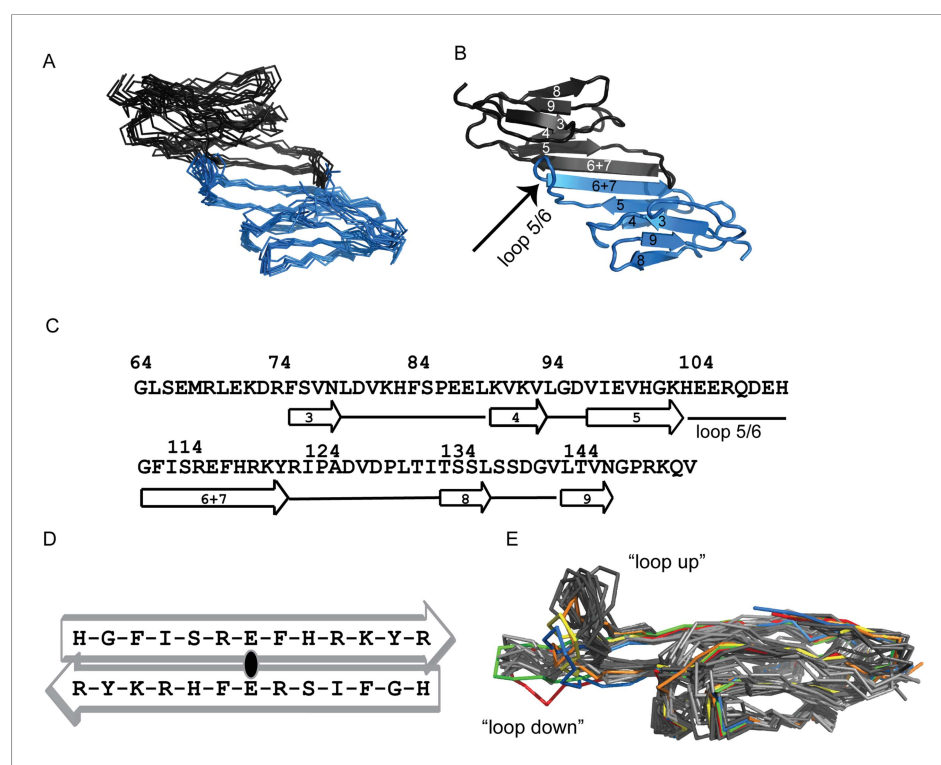 A
B
8
9
3
4
5
6+7
6+7
5
4
3
9
8
loop 5/6
C
64 74 84 94 104
GLSEMRLEKDRFSVNLDVKHFSPEELKVKVLGDVIEVHGKHEERQDEH
3 4 5 loop 5/6
114 124 134 144
GFISREFHRKYRIPADVDPLTITSSLSSDGVLTVNGPRKQV
6+7 8 9
D
H-G-F-I-S-R-E-F-H-R-K-Y-R
R-Y-K-R-H-F-E-R-S-I-F-G-H
E
"loop up"
"loop down"